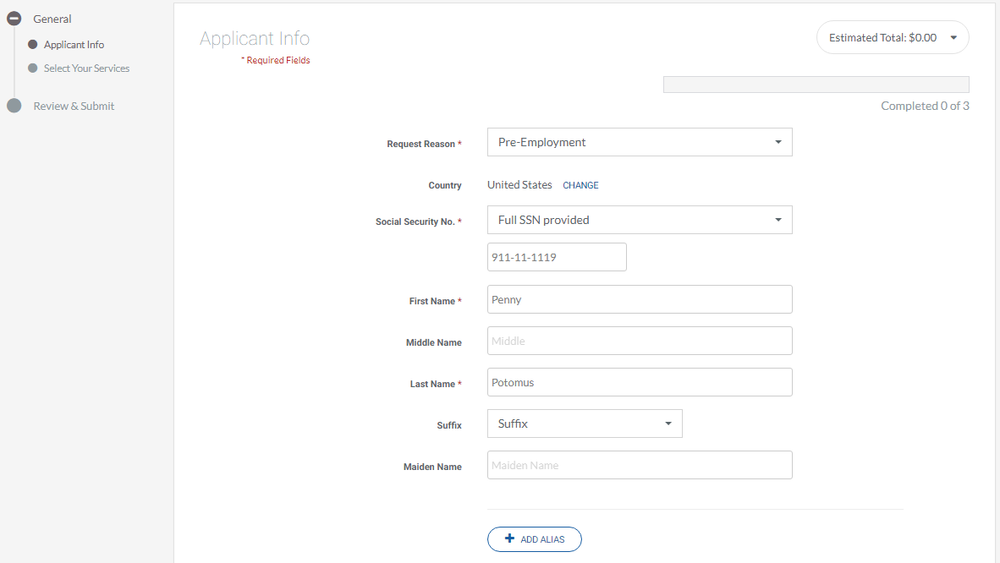 General
Applicant Info
Select Your Services
Review & Submit
Applicant Info
* Required Fields
Estimated Total: $0.00
Completed 0 of 3
Request Reason * Pre-Employment
Country United States CHANGE
Social Security No. * Full SSN provided
911-11-1119
First Name * Penny
Middle Name Middle
Last Name * Potomus
Suffix Suffix
Maiden Name Maiden Name
+ ADD ALIAS